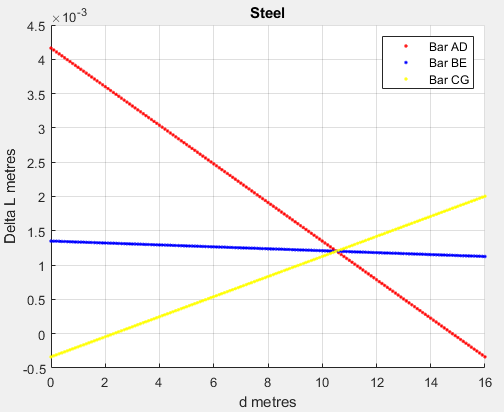 Steel
×10⁻³
4.5
4
3.5
3
2.5
2
1.5
1
0.5
0
-0.5
Delta L metres
Bar AD
Bar BE
Bar CG
0 2 4 6 8 10 12 14 16
d metres